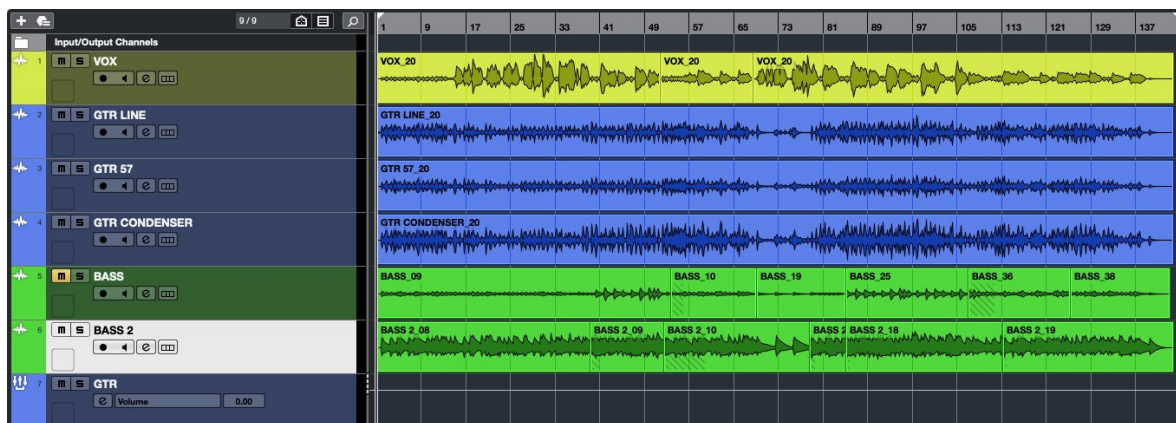 9/9
1 9 17 25 33 41 49 57 65 73 81 89 97 105 113 121 129 137
Input/Output Channels
1 m S VOX
e
VOX_20 VOX_20 VOX_20
2 m S GTR LINE
e
GTR LINE_20
3 m S GTR 57
e
GTR 57_20
4 m S GTR CONDENSER
e
GTR CONDENSER_20
5 m S BASS
e
BASS_09 BASS_10 BASS_19 BASS_25 BASS_36 BASS_38
6 m S BASS 2
e
BASS 2_08 BASS 2_09 BASS 2_10 BASS 2 BASS 2_18 BASS 2_19
7 m S GTR
e Volume 0.00